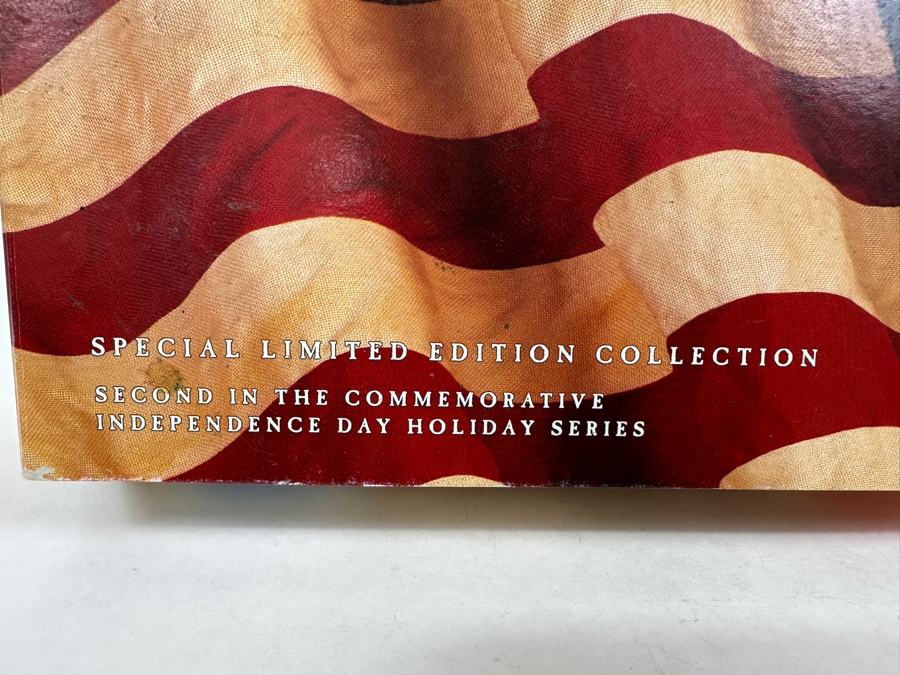 SPECIAL LIMITED EDITION COLLECTION
SECOND IN THE COMMEMORATIVE
INDEPENDENCE DAY HOLIDAY SERIES